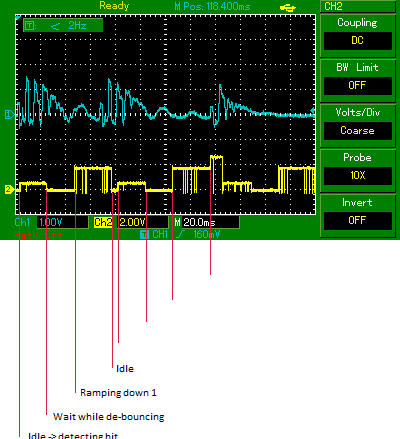 Ready M Pos: 118.400ms CH2
T: < 2Hz
Coupling
DC
BW Limit
OFF
Volts/Div
Coarse
Probe
10X
Invert
OFF
1
2
Ch1 1.00V Ch2 2.00V M 20.0ms
T CH1 160mV
Idle
Ramping down 1
Wait while de-bouncing
Idle -> detecting hit